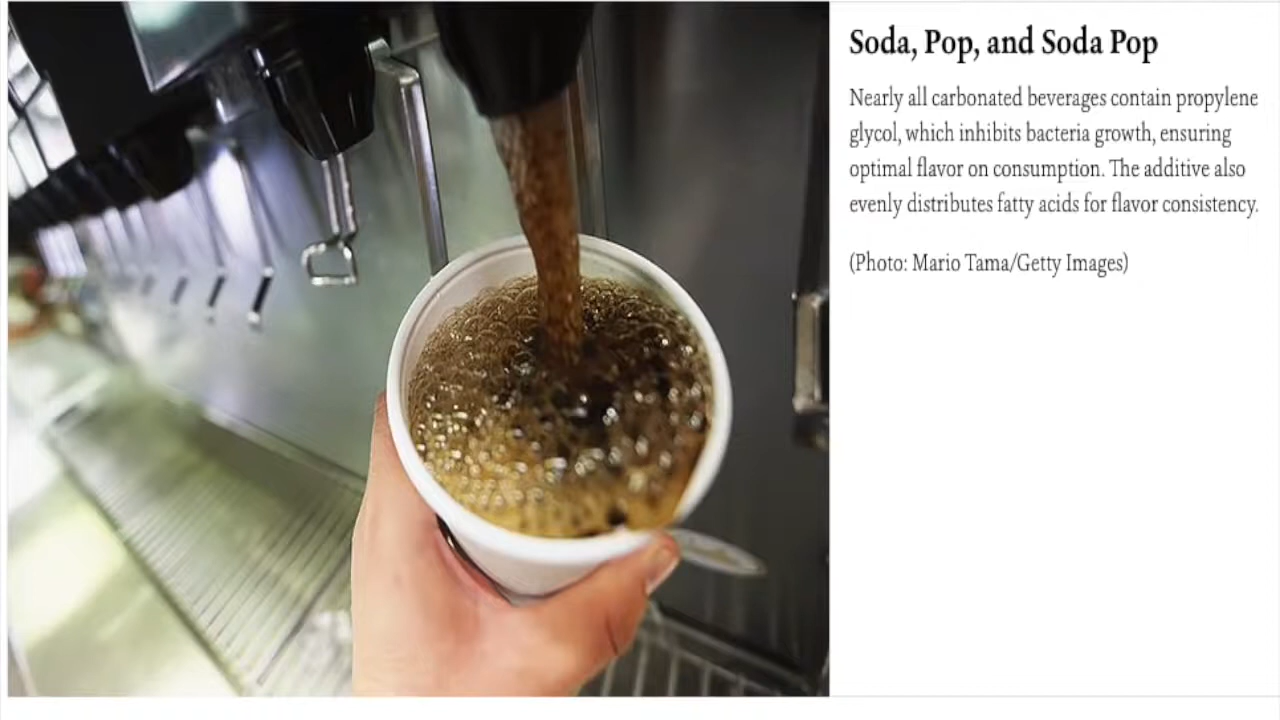 Soda, Pop, and Soda Pop
Nearly all carbonated beverages contain propylene
glycol, which inhibits bacteria growth, ensuring
optimal flavor on consumption. The additive also
evenly distributes fatty acids for flavor consistency.
(Photo: Mario Tama/Getty Images)